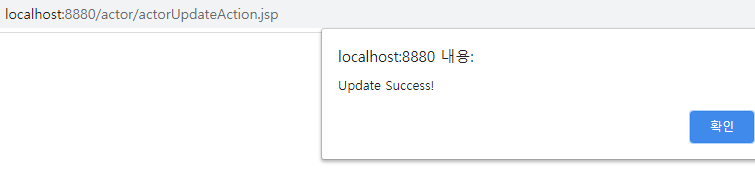 localhost:8880/actor/actorUpdateAction.jsp
localhost:8880 내용:
Update Success!
확인